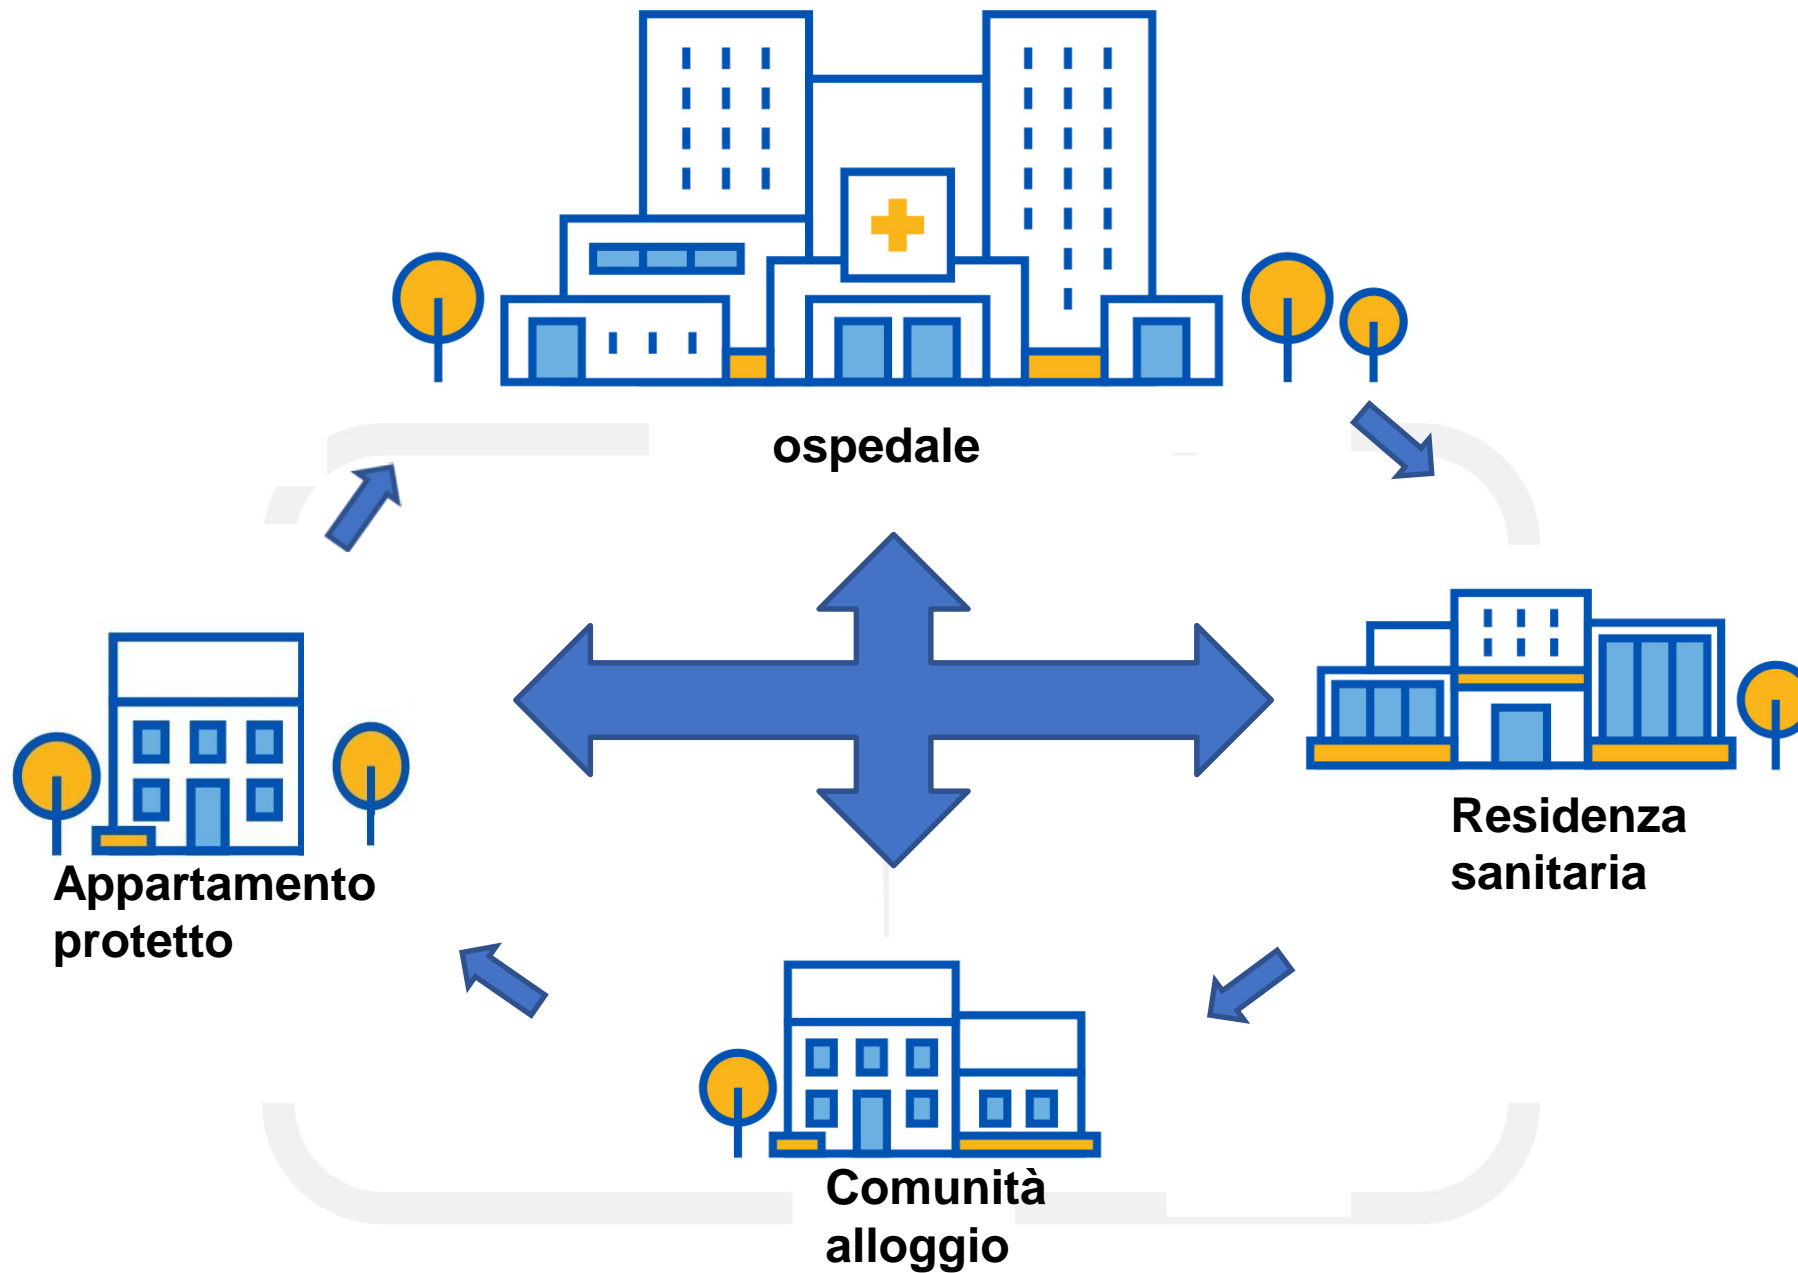 ospedale
Appartamento
protetto
Residenza
sanitaria
Comunità
alloggio